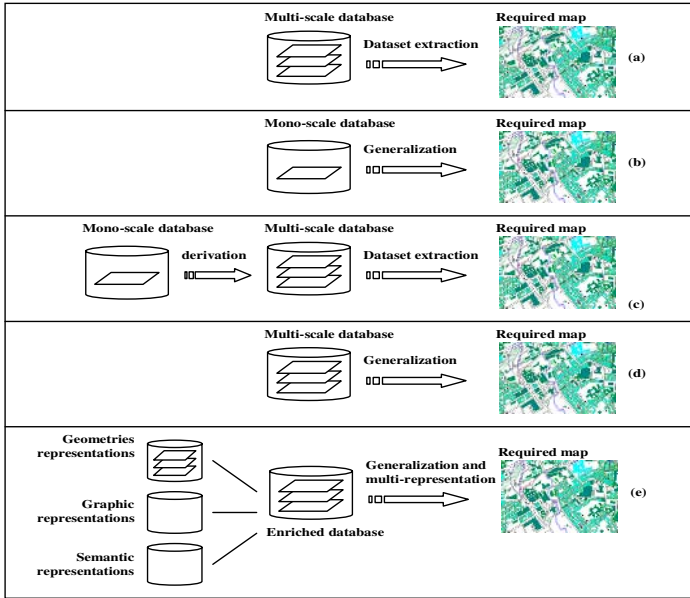 Multi-scale database
Required map
Dataset extraction
(a)
Mono-scale database
Required map
Generalization
(b)
Mono-scale database
Multi-scale database
Required map
derivation
Dataset extraction
(c)
Multi-scale database
Required map
Generalization
(d)
Geometries
representations
Graphic
representations
Semantic
representations
Enriched database
Generalization and
multi-representation
Required map
(e)